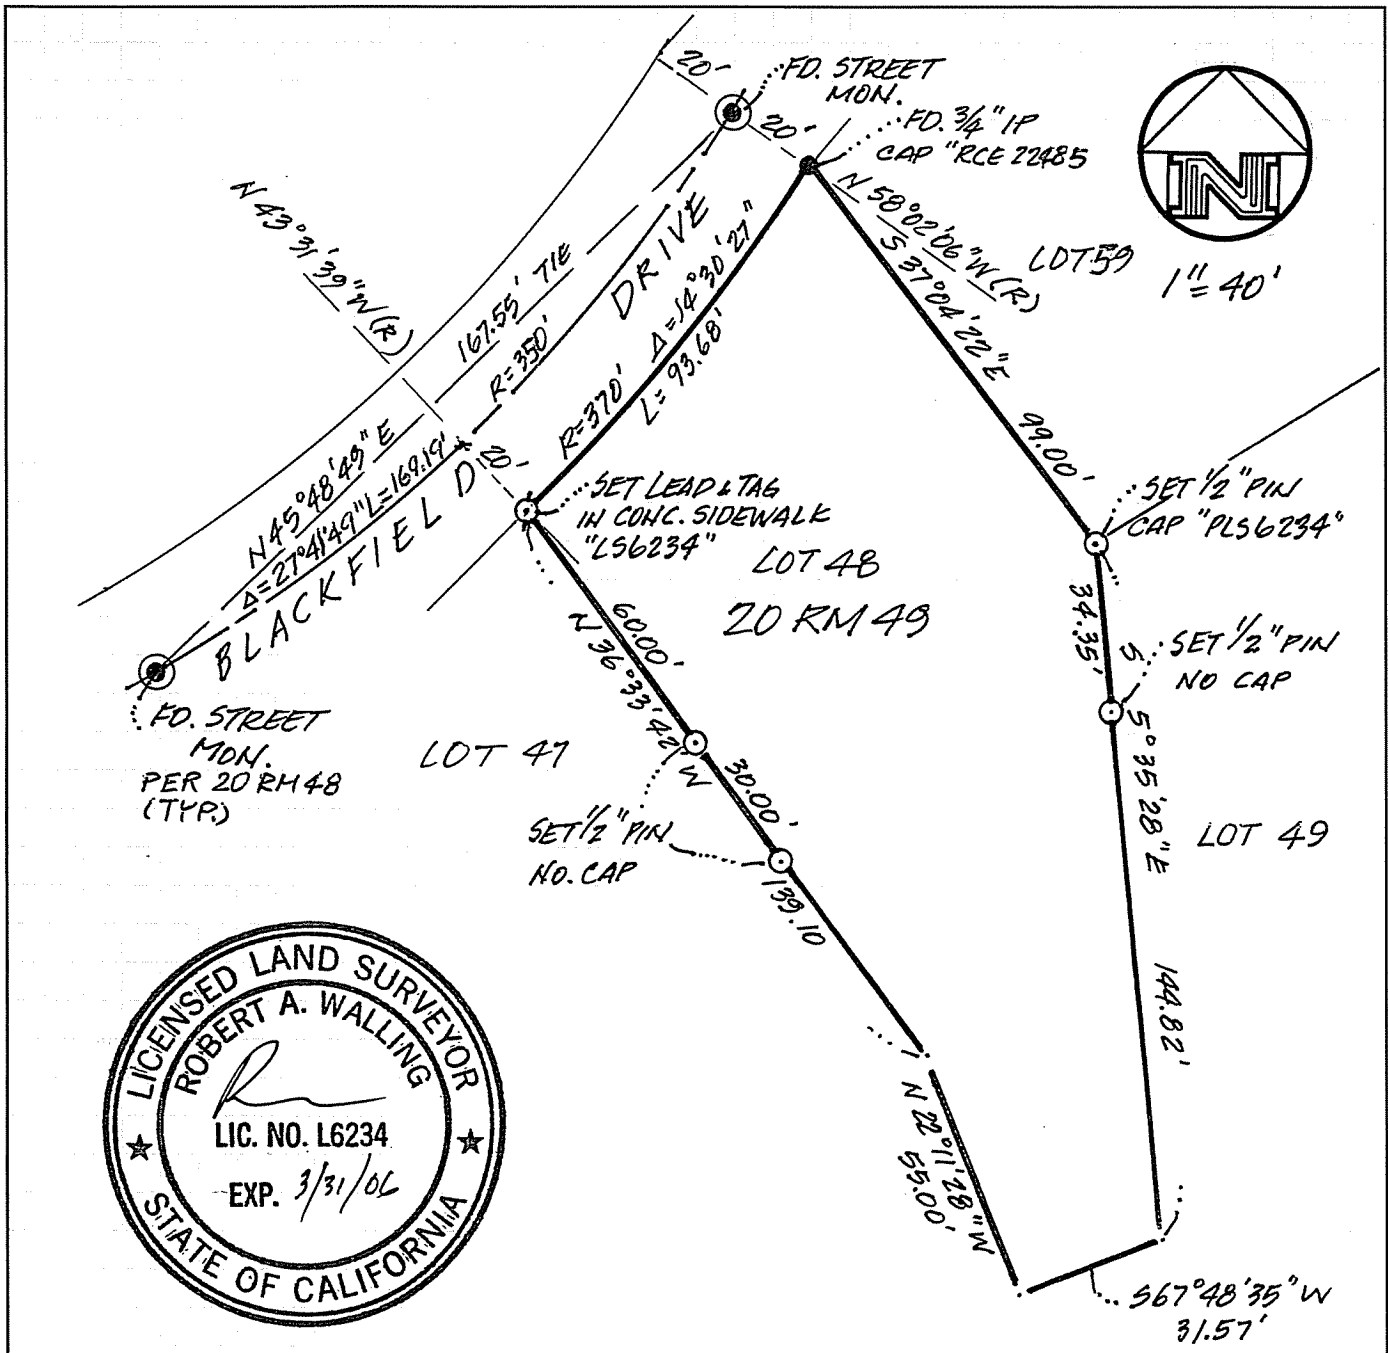 20-
FD. STREET
MON.
20'
FD. 3/4" IP
CAP "RCE 22485
N
1"=40'
N 43°31'39"W(R)
167.55' TIE
N45°48'49"E
R=350'
Δ=27°41'49" L=169.19'
BLACKFIELD DRIVE
20-
R=370' Δ=14°30'27"
L=93.68'
N 58°02'06"W(R)
S 37°04'22"E
99.00'
LOT 59
SET LEAD & TAG
IN CONC. SIDEWALK
"LS6234"
LOT 48
20 RM 49
SET 1/2" PIN
CAP "PLS6234"
34.35'
SET 1/2" PIN
NO CAP
S 5°35'28"E
144.82'
LOT 49
FD. STREET
MON.
PER 20 RM 48
(TYP.)
LOT 47
60.00'
N 36°33'42"W
30.00'
SET 1/2" PIN
NO. CAP
139.10
N 22°11'28"W
55.00'
S67°48'35"W
31.57'
LICENSED LAND SURVEYOR
ROBERT A. WALLING
LIC. NO. L6234
EXP. 3/31/06
STATE OF CALIFORNIA